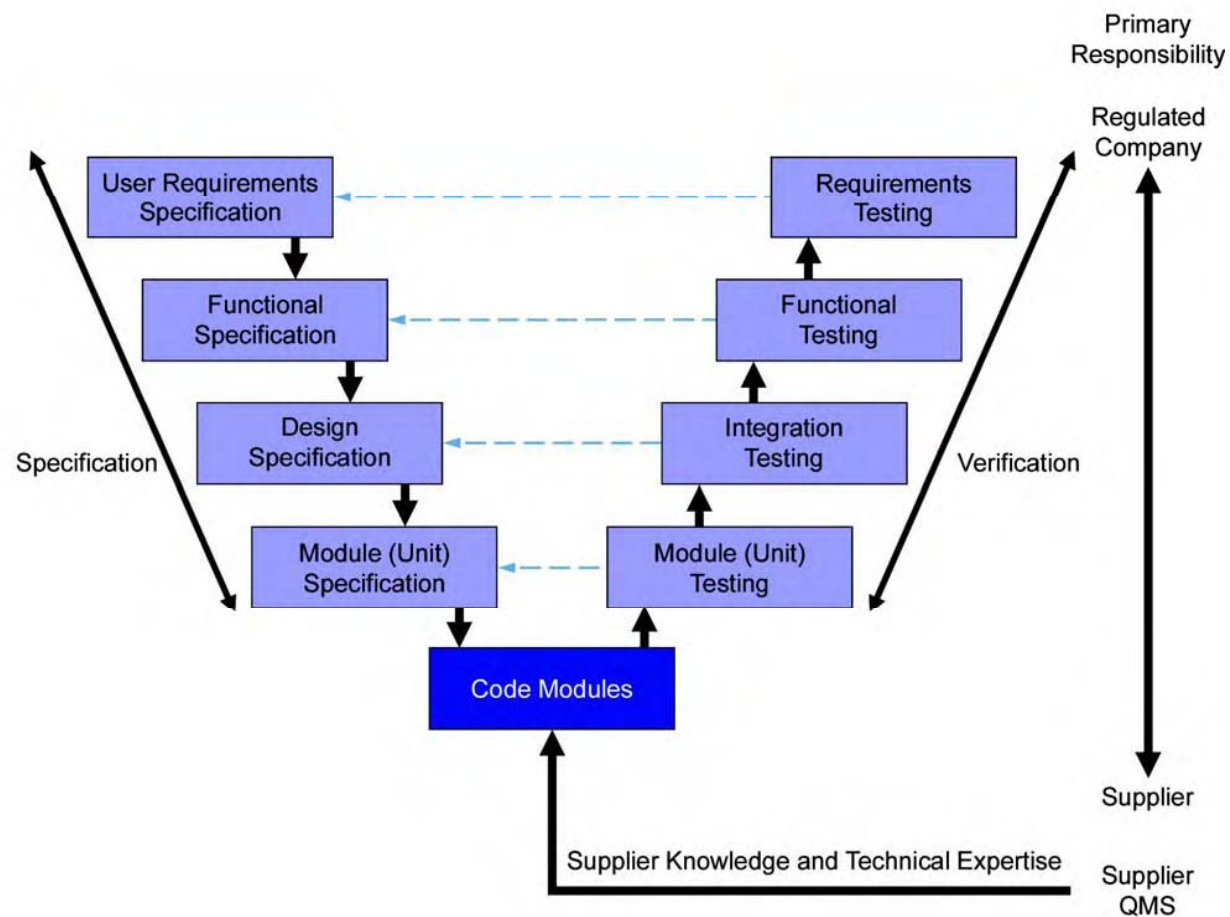 Primary
Responsibility
Regulated
Company
User Requirements
Specification
Requirements
Testing
Functional
Specification
Functional
Testing
Design
Specification
Integration
Testing
Specification
Verification
Module (Unit)
Specification
Module (Unit)
Testing
Code Modules
Supplier
Supplier Knowledge and Technical Expertise
Supplier
QMS